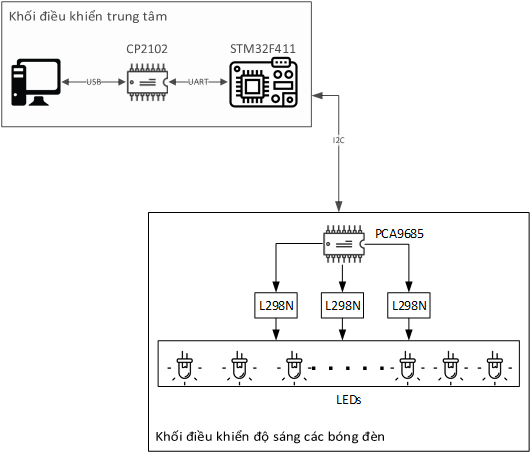 Khối điều khiển trung tâm
CP2102
STM32F411
USB
UART
I2C
PCA9685
L298N
L298N
L298N
LEDs
Khối điều khiển độ sáng các bóng đèn